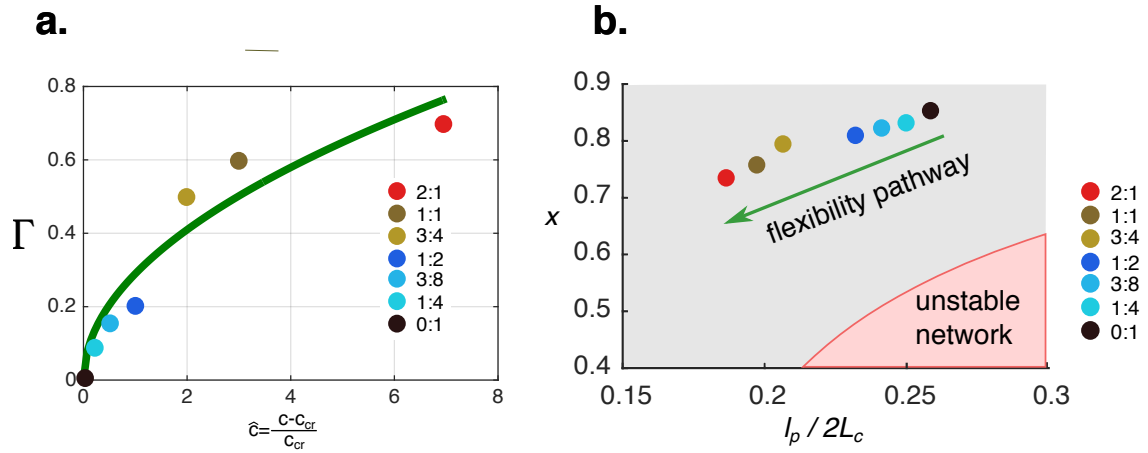 a.
0.8
0.6
0.4
0.2
0
Γ
0 2 4 6 8
ĉ=c-c_cr/c_cr
2:1
1:1
3:4
1:2
3:8
1:4
0:1
b.
0.9
0.8
0.7
0.6
0.5
0.4
x
0.15 0.2 0.25 0.3
l_p / 2L_c
flexibility pathway
unstable
network
2:1
1:1
3:4
1:2
3:8
1:4
0:1